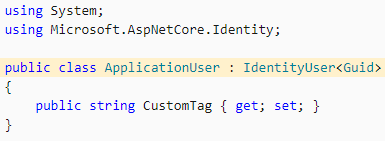 using System;
using Microsoft.AspNetCore.Identity;

public class ApplicationUser : IdentityUser<Guid>
{
    public string CustomTag { get; set; }
}